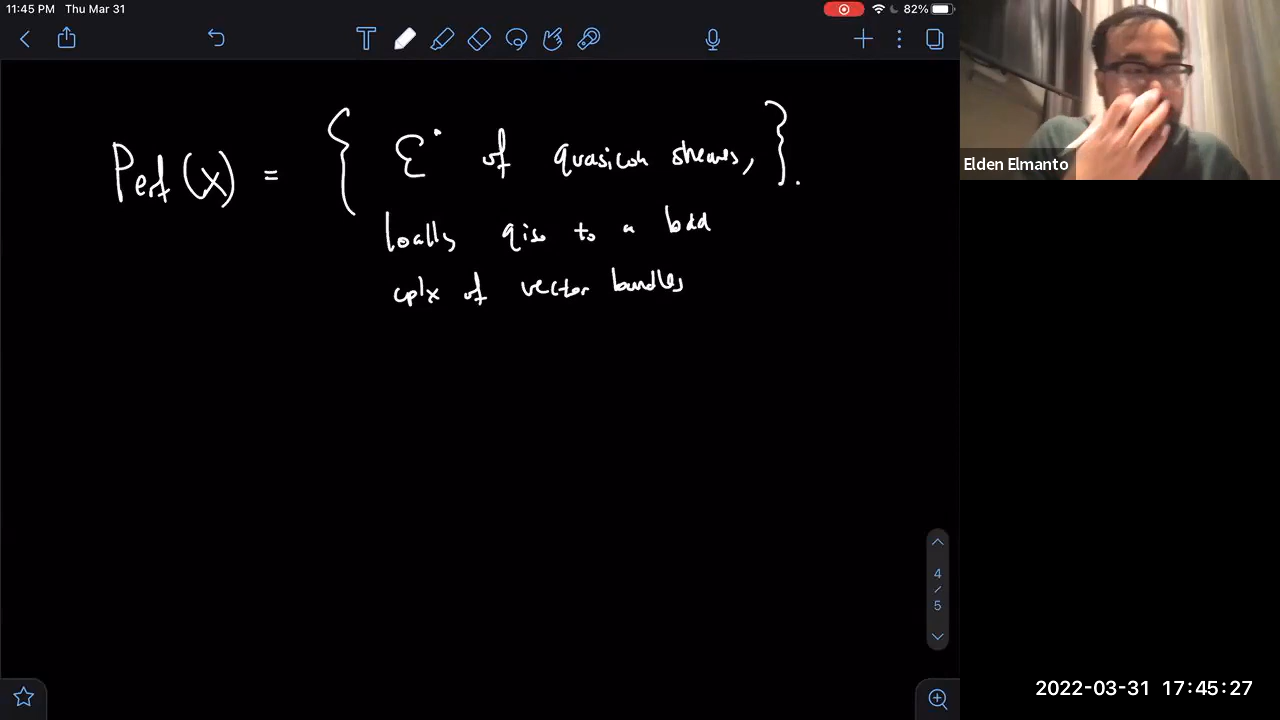 11:45 PM Thu Mar 31
82%
Perf(X) = { Ɛ˙ of quasicoh sheaves, }.
locally qiso to a bdd
cplx of vector bundles
Elden Elmanto
4
/
5
2022-03-31 17:45:27